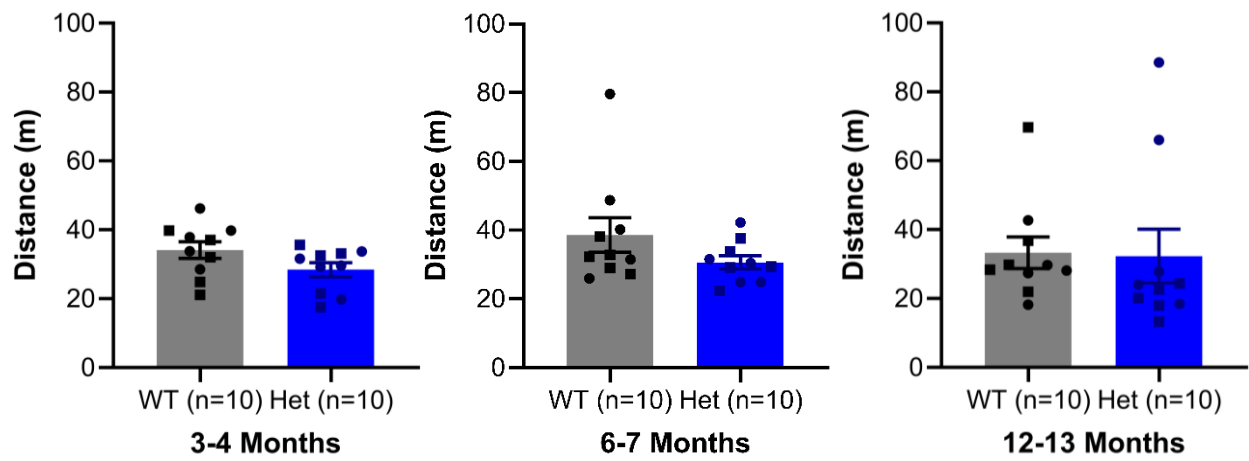 Distance (m)
100
80
60
40
20
0
WT (n=10) Het (n=10)
3-4 Months
Distance (m)
100
80
60
40
20
0
WT (n=10) Het (n=10)
6-7 Months
Distance (m)
100
80
60
40
20
0
WT (n=10) Het (n=10)
12-13 Months